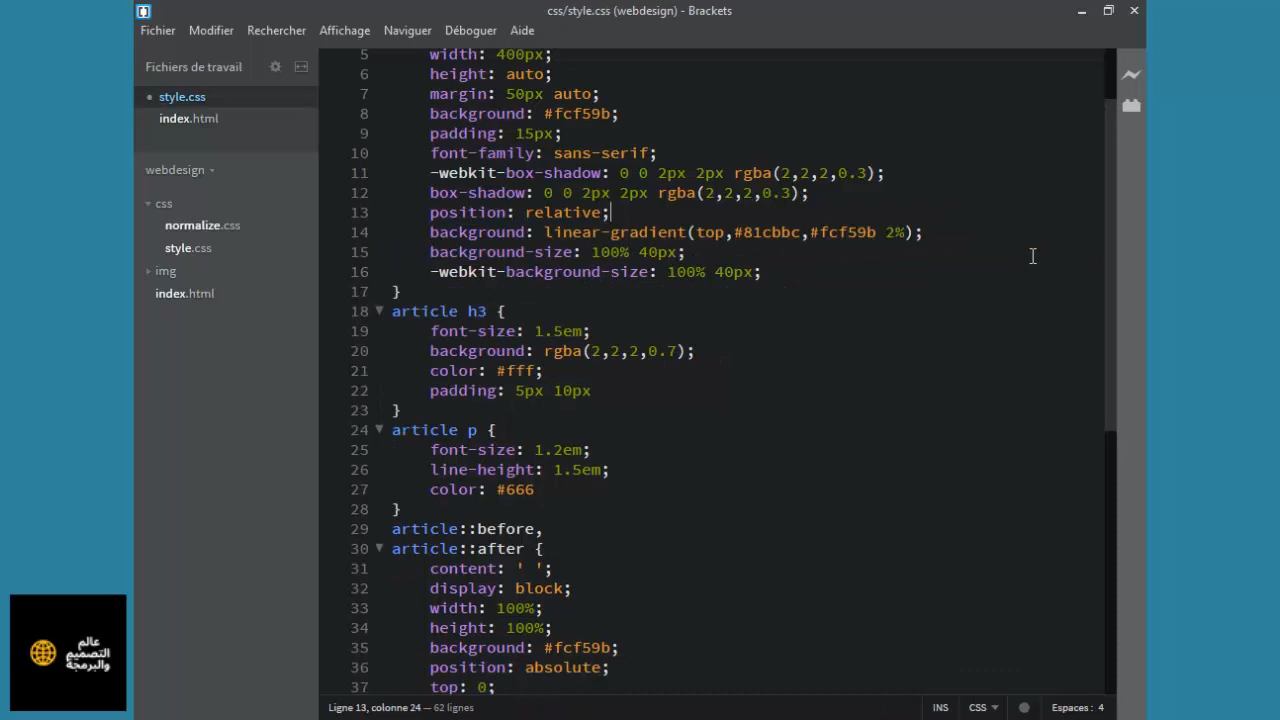 css/style.css (webdesign) - Brackets
Fichier Modifier Rechercher Affichage Naviguer Déboguer Aide
Fichiers de travail
• style.css
index.html
webdesign
css
normalize.css
style.css
img
index.html
5 width: 400px;
6 height: auto;
7 margin: 50px auto;
8 background: #fcf59b;
9 padding: 15px;
10 font-family: sans-serif;
11 -webkit-box-shadow: 0 0 2px 2px rgba(2,2,2,0.3);
12 box-shadow: 0 0 2px 2px rgba(2,2,2,0.3);
13 position: relative;
14 background: linear-gradient(top,#81cbbc,#fcf59b 2%);
15 background-size: 100% 40px;
16 -webkit-background-size: 100% 40px;
17 }
18 article h3 {
19 font-size: 1.5em;
20 background: rgba(2,2,2,0.7);
21 color: #fff;
22 padding: 5px 10px
23 }
24 article p {
25 font-size: 1.2em;
26 line-height: 1.5em;
27 color: #666
28 }
29 article::before,
30 article::after {
31 content: ' ';
32 display: block;
33 width: 100%;
34 height: 100%;
35 background: #fcf59b;
36 position: absolute;
37 top: 0;
Ligne 13, colonne 24 — 62 lignes
INS CSS Espaces : 4
عالم
التصميم
والبرمجة